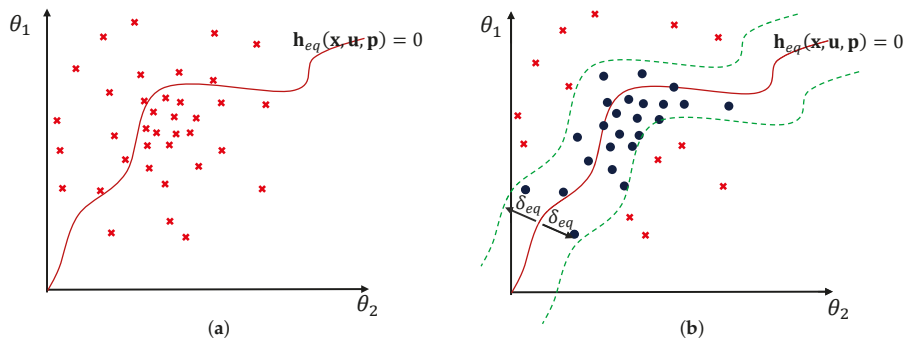 θ₁
h_eq(x, u, p) = 0
θ₂
(a)
θ₁
h_eq(x, u, p) = 0
δ_eq
δ_eq
θ₂
(b)